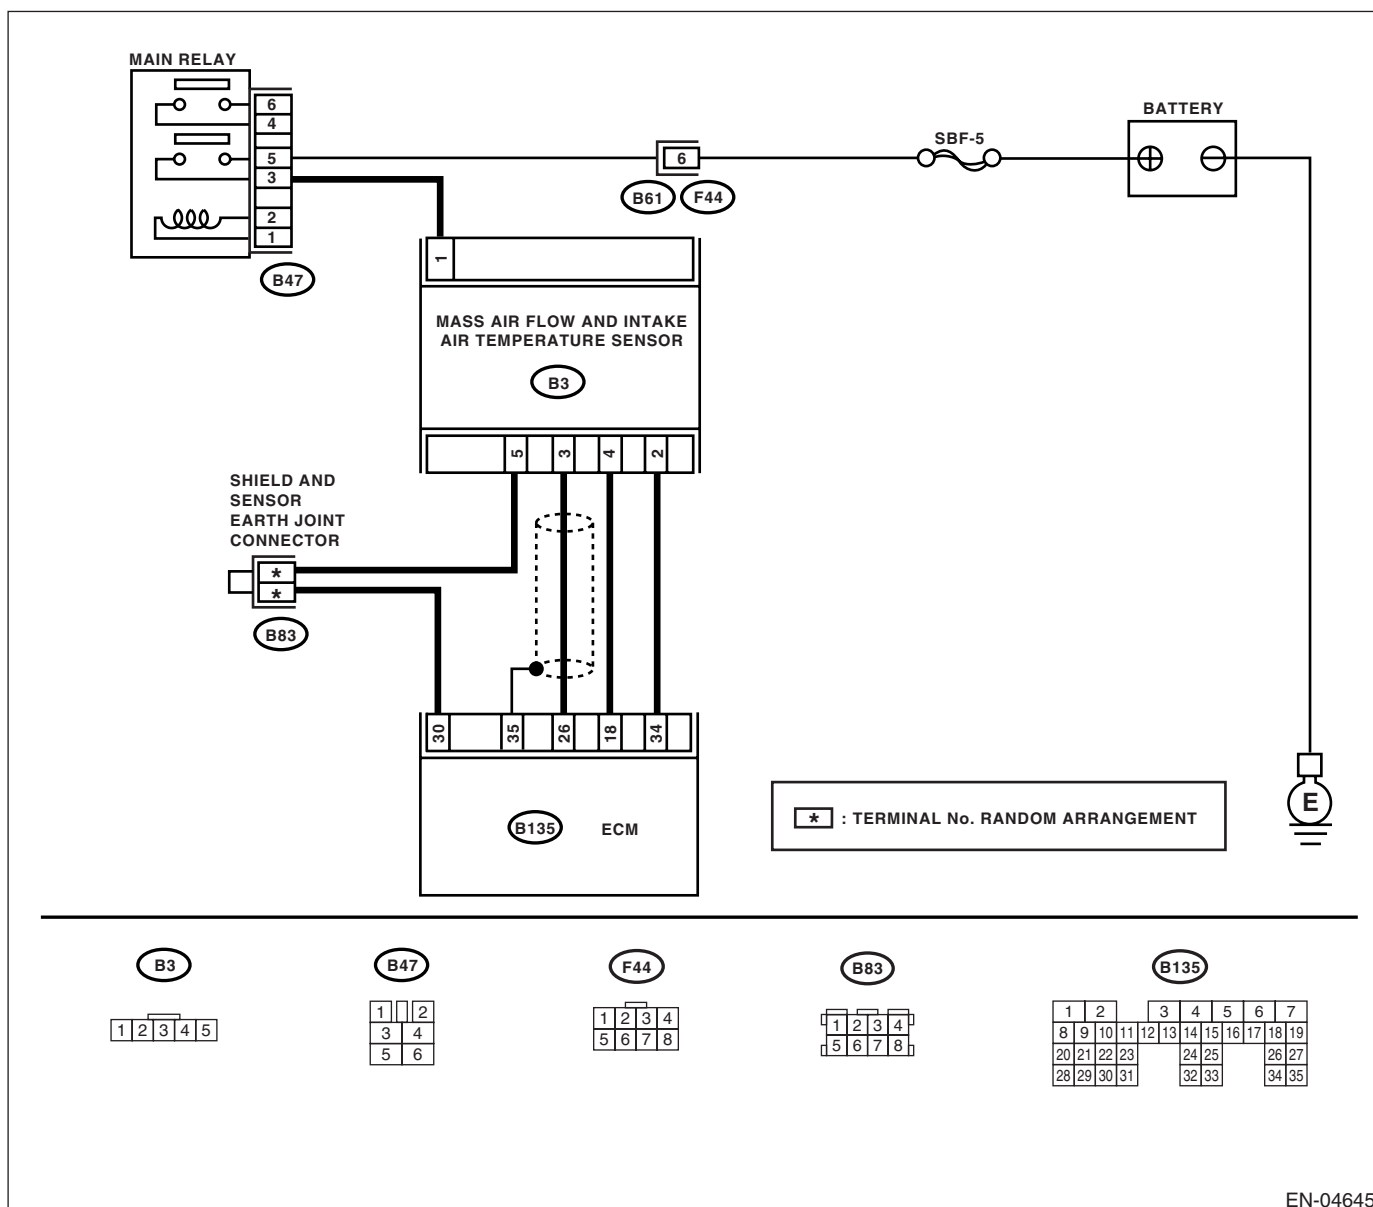 MAIN RELAY
6
4
5
3
2
1
B47
6
B61 F44
SBF-5
BATTERY
1
MASS AIR FLOW AND INTAKE
AIR TEMPERATURE SENSOR
B3
5 3 4 2
SHIELD AND
SENSOR
EARTH JOINT
CONNECTOR
*
*
B83
30 35 26 18 34
B135 ECM
* : TERMINAL No. RANDOM ARRANGEMENT
E
B3
1 2 3 4 5
B47
1 2
3 4
5 6
F44
1 2 3 4
5 6 7 8
B83
1 2 3 4
5 6 7 8
B135
1 2 3 4 5 6 7
8 9 10 11 12 13 14 15 16 17 18 19
20 21 22 23 24 25 26 27
28 29 30 31 32 33 34 35
EN-04645